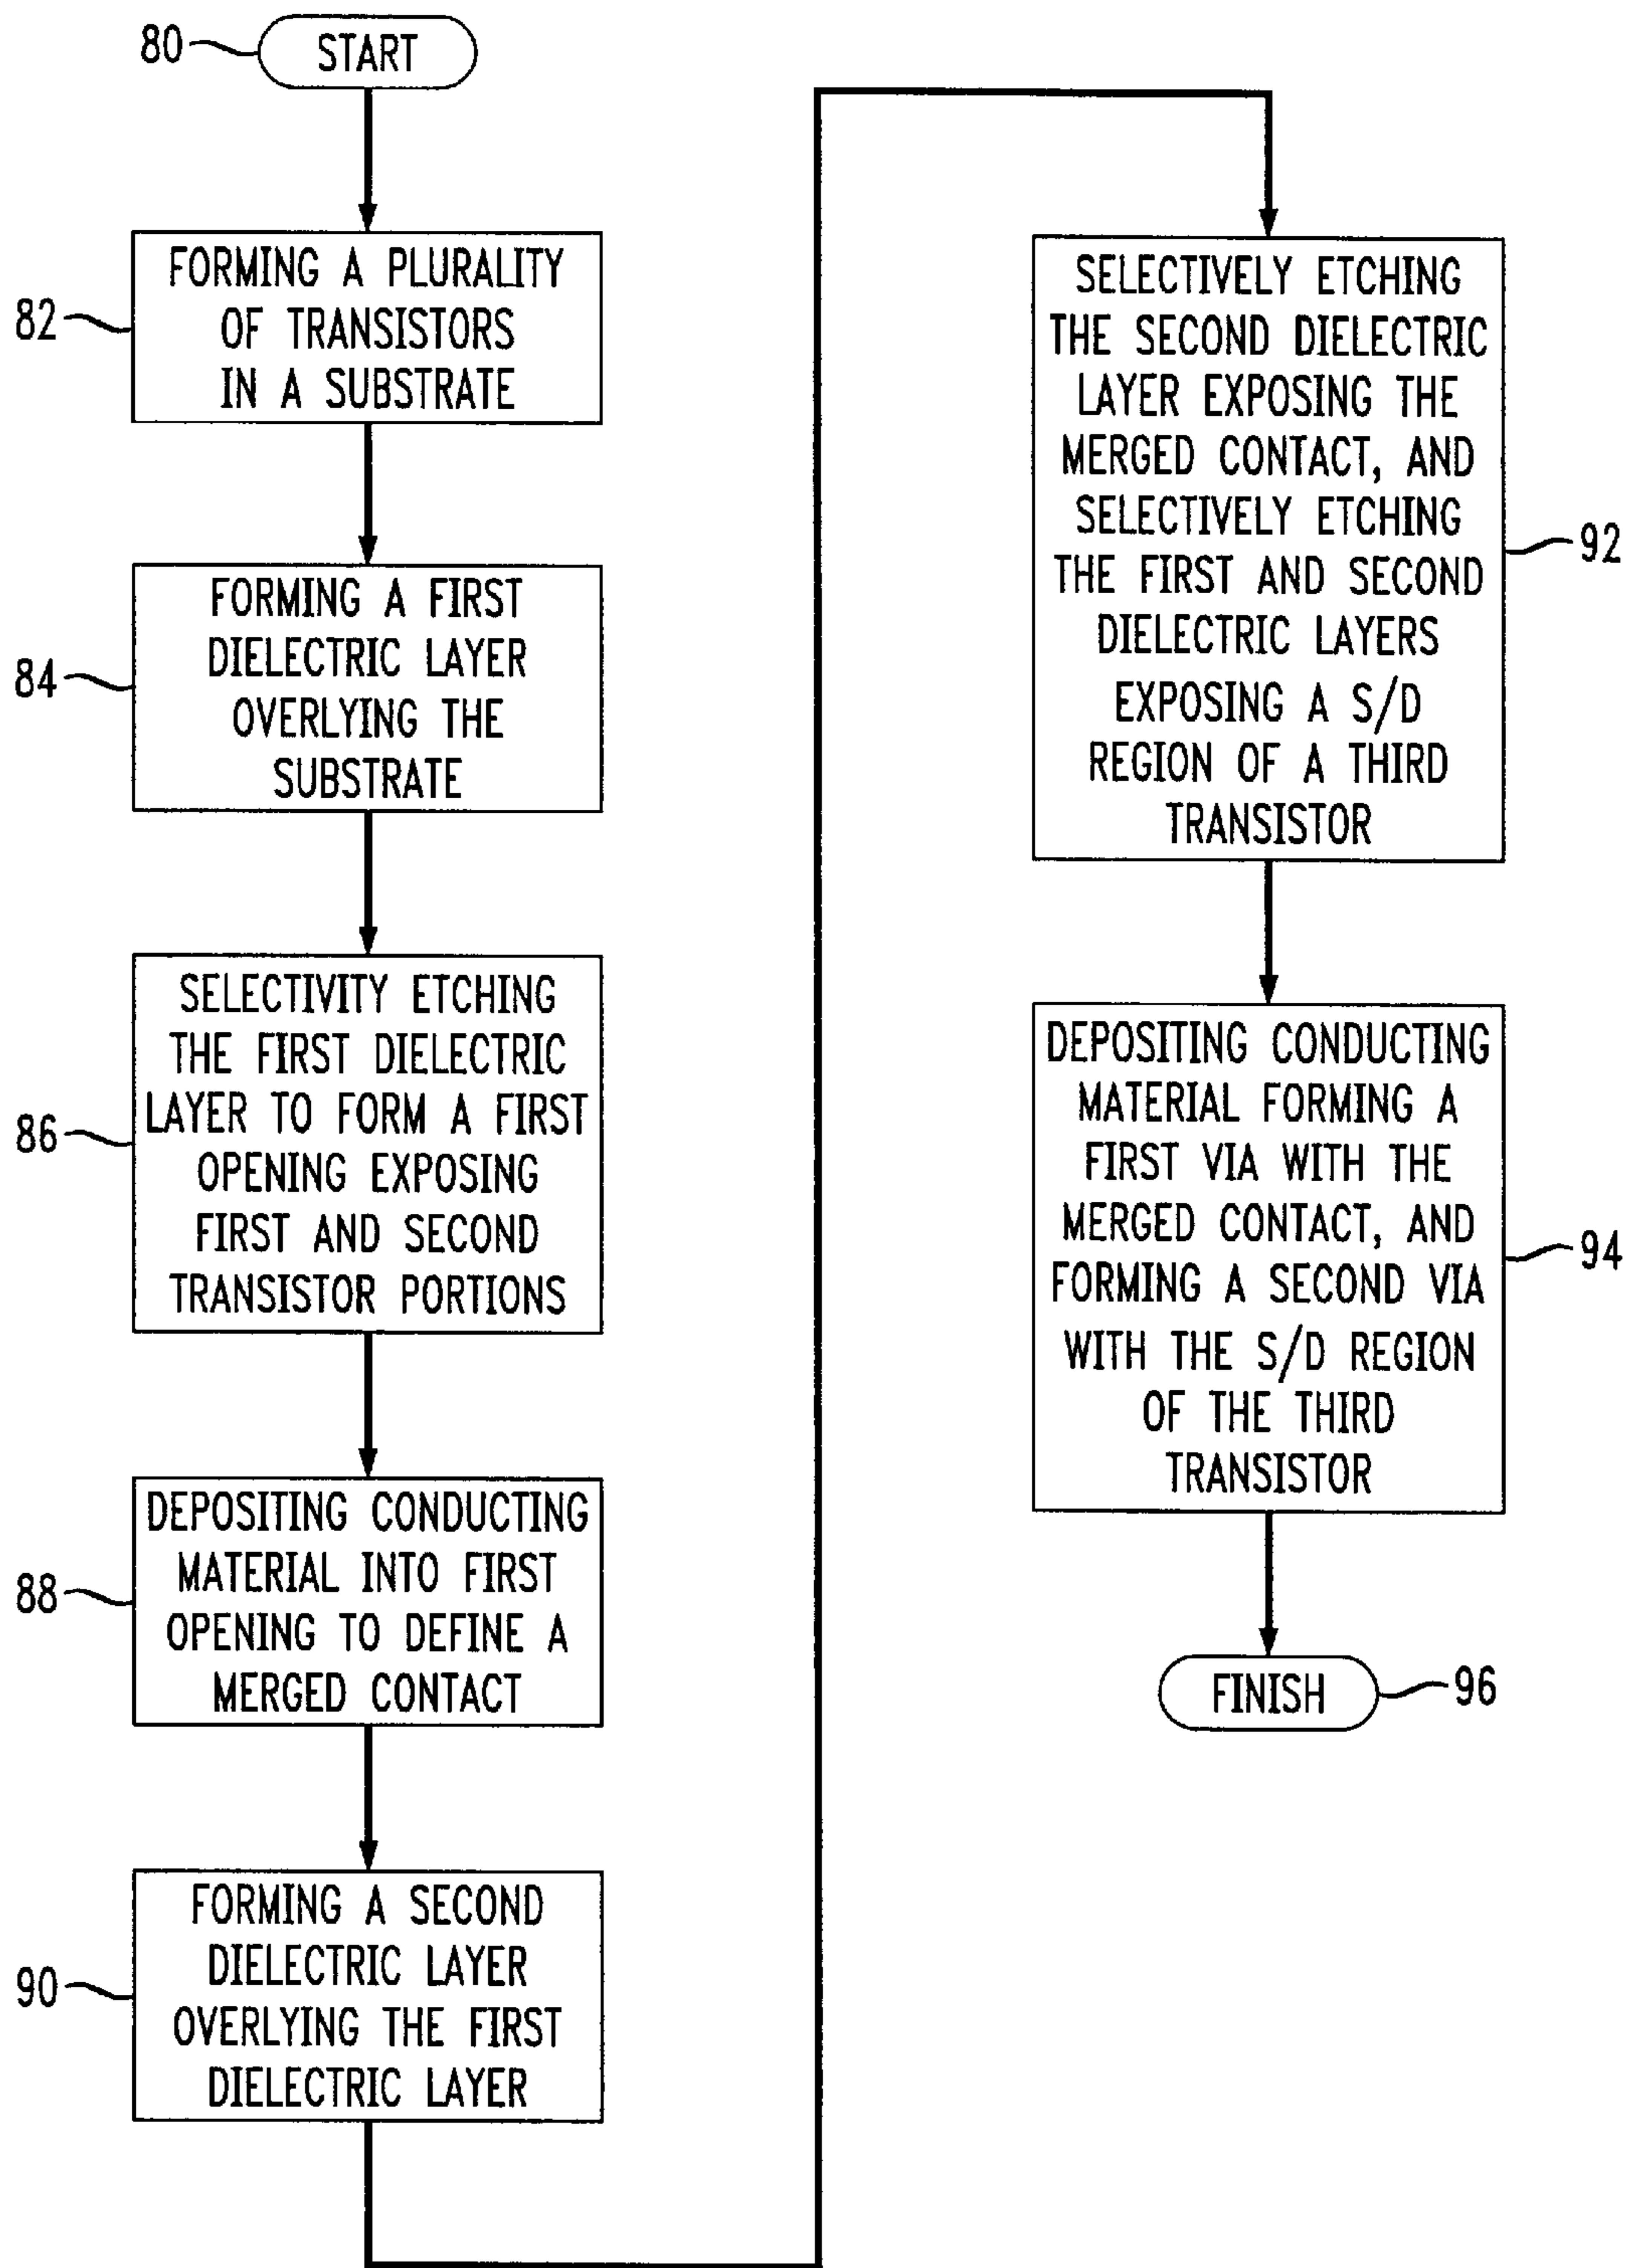 80
START
82
FORMING A PLURALITY
OF TRANSISTORS
IN A SUBSTRATE
84
FORMING A FIRST
DIELECTRIC LAYER
OVERLYING THE
SUBSTRATE
86
SELECTIVITY ETCHING
THE FIRST DIELECTRIC
LAYER TO FORM A FIRST
OPENING EXPOSING
FIRST AND SECOND
TRANSISTOR PORTIONS
88
DEPOSITING CONDUCTING
MATERIAL INTO FIRST
OPENING TO DEFINE A
MERGED CONTACT
90
FORMING A SECOND
DIELECTRIC LAYER
OVERLYING THE FIRST
DIELECTRIC LAYER
SELECTIVELY ETCHING
THE SECOND DIELECTRIC
LAYER EXPOSING THE
MERGED CONTACT, AND
SELECTIVELY ETCHING
THE FIRST AND SECOND
DIELECTRIC LAYERS
EXPOSING A S/D
REGION OF A THIRD
TRANSISTOR
92
DEPOSITING CONDUCTING
MATERIAL FORMING A
FIRST VIA WITH THE
MERGED CONTACT, AND
FORMING A SECOND VIA
WITH THE S/D REGION
OF THE THIRD
TRANSISTOR
94
FINISH
96